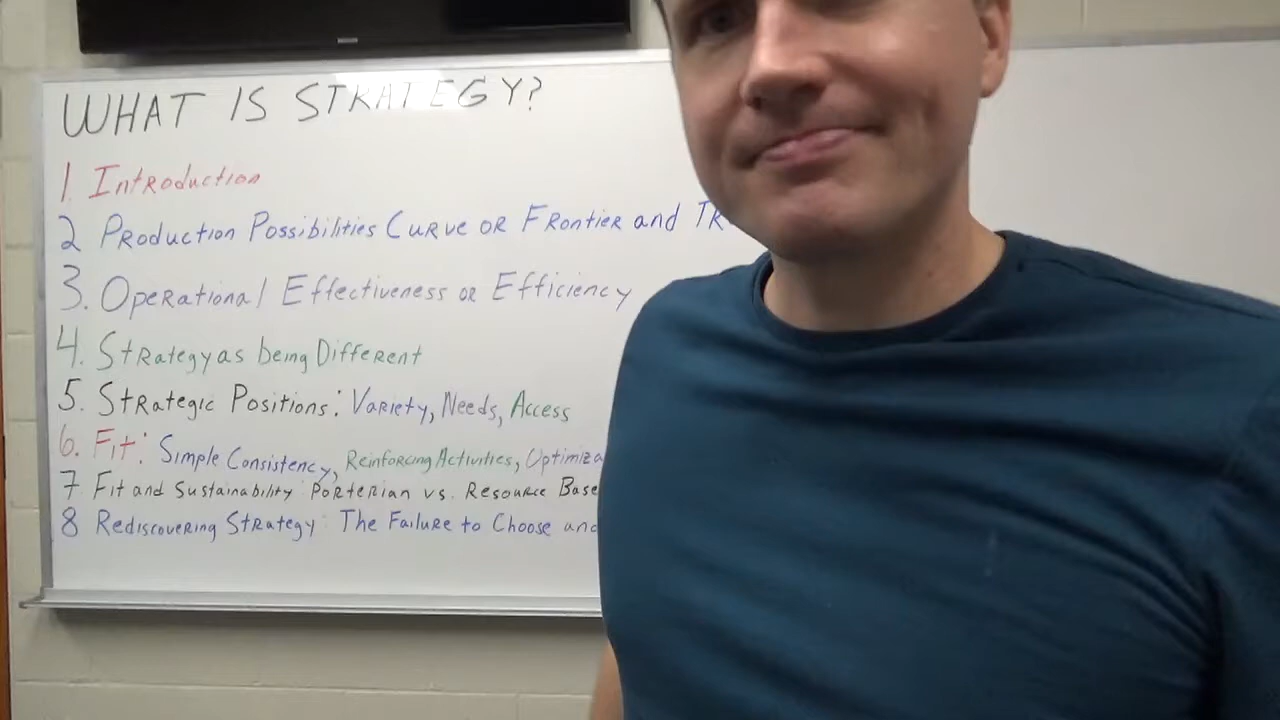 WHAT IS STRATEGY?
1. Introduction
2 Production Possibilities Curve or Frontier and
3. Operational Effectiveness or Efficiency
4. Strategy as being Different
5. Strategic Positions: Variety, Needs, Access
6. Fit: Simple Consistency, Reinforcing Activities,
7 Fit and Sustainability: Porterian vs. Resource
8 Rediscovering Strategy: The Failure to Choose and